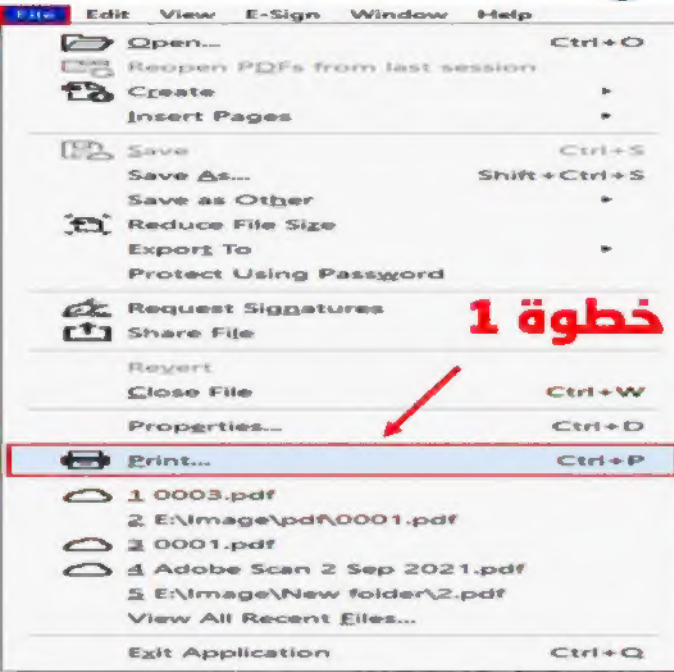 File Edit View E-Sign Window Help
Open... Ctrl+O
Reopen PDFs from last session
Create
Insert Pages
Save Ctrl+S
Save As... Shift+Ctrl+S
Save as Other
Reduce File Size
Export To
Protect Using Password
Request Signatures
خطوة 1
Share File
Revert
Close File Ctrl+W
Properties... Ctrl+D
Print... Ctrl+P
1 0003.pdf
2 E:\Image\pdf\0001.pdf
3 0001.pdf
4 Adobe Scan 2 Sep 2021.pdf
5 E:\Image\New folder\2.pdf
View All Recent Files...
Exit Application Ctrl+Q